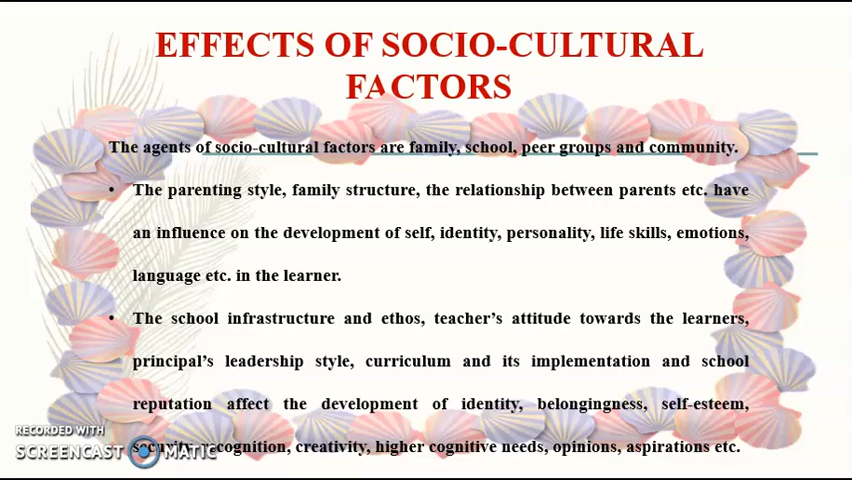 EFFECTS OF SOCIO-CULTURAL
FACTORS
The agents of socio-cultural factors are family, school, peer groups and community.
• The parenting style, family structure, the relationship between parents etc. have
an influence on the development of self, identity, personality, life skills, emotions,
language etc. in the learner.
• The school infrastructure and ethos, teacher's attitude towards the learners,
principal's leadership style, curriculum and its implementation and school
reputation affect the development of identity, belongingness, self-esteem,
security, recognition, creativity, higher cognitive needs, opinions, aspirations etc.
RECORDED WITH
SCREENCAST MATIC